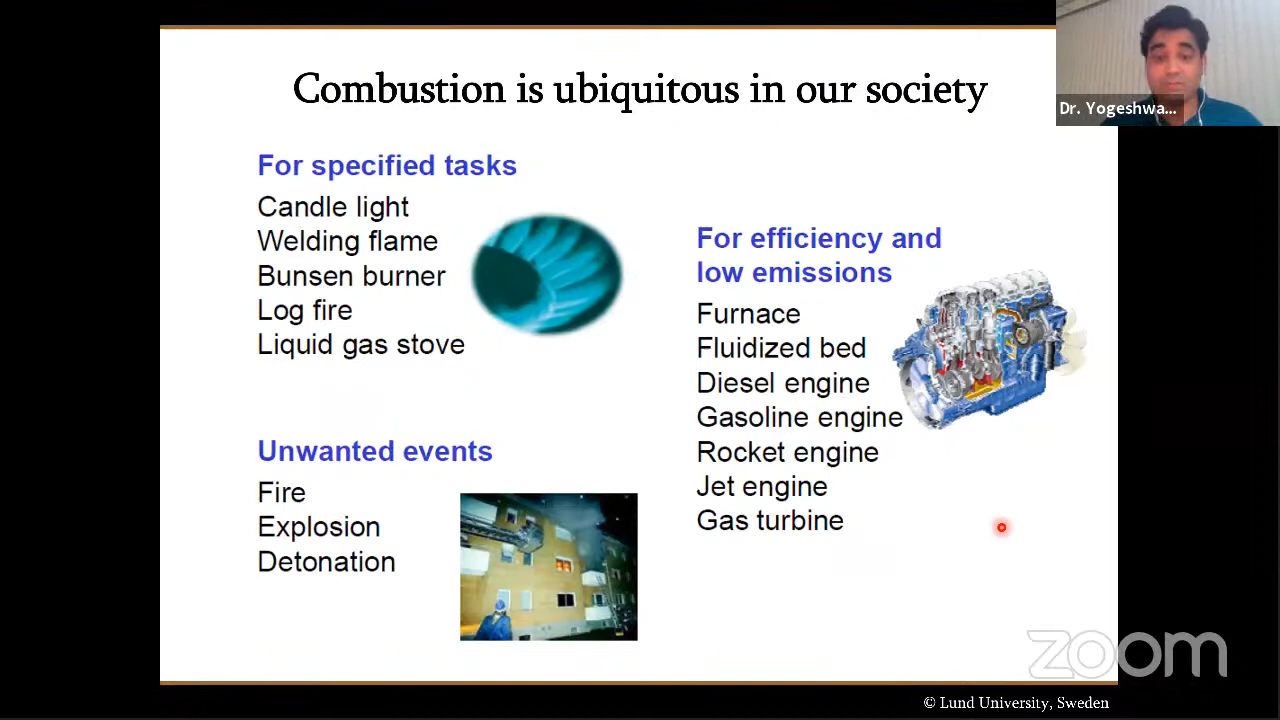 Combustion is ubiquitous in our society
Dr. Yogeshwa...
For specified tasks
Candle light
Welding flame
Bunsen burner
Log fire
Liquid gas stove
For efficiency and
low emissions
Furnace
Fluidized bed
Diesel engine
Gasoline engine
Rocket engine
Jet engine
Gas turbine
Unwanted events
Fire
Explosion
Detonation
zoom
© Lund University, Sweden